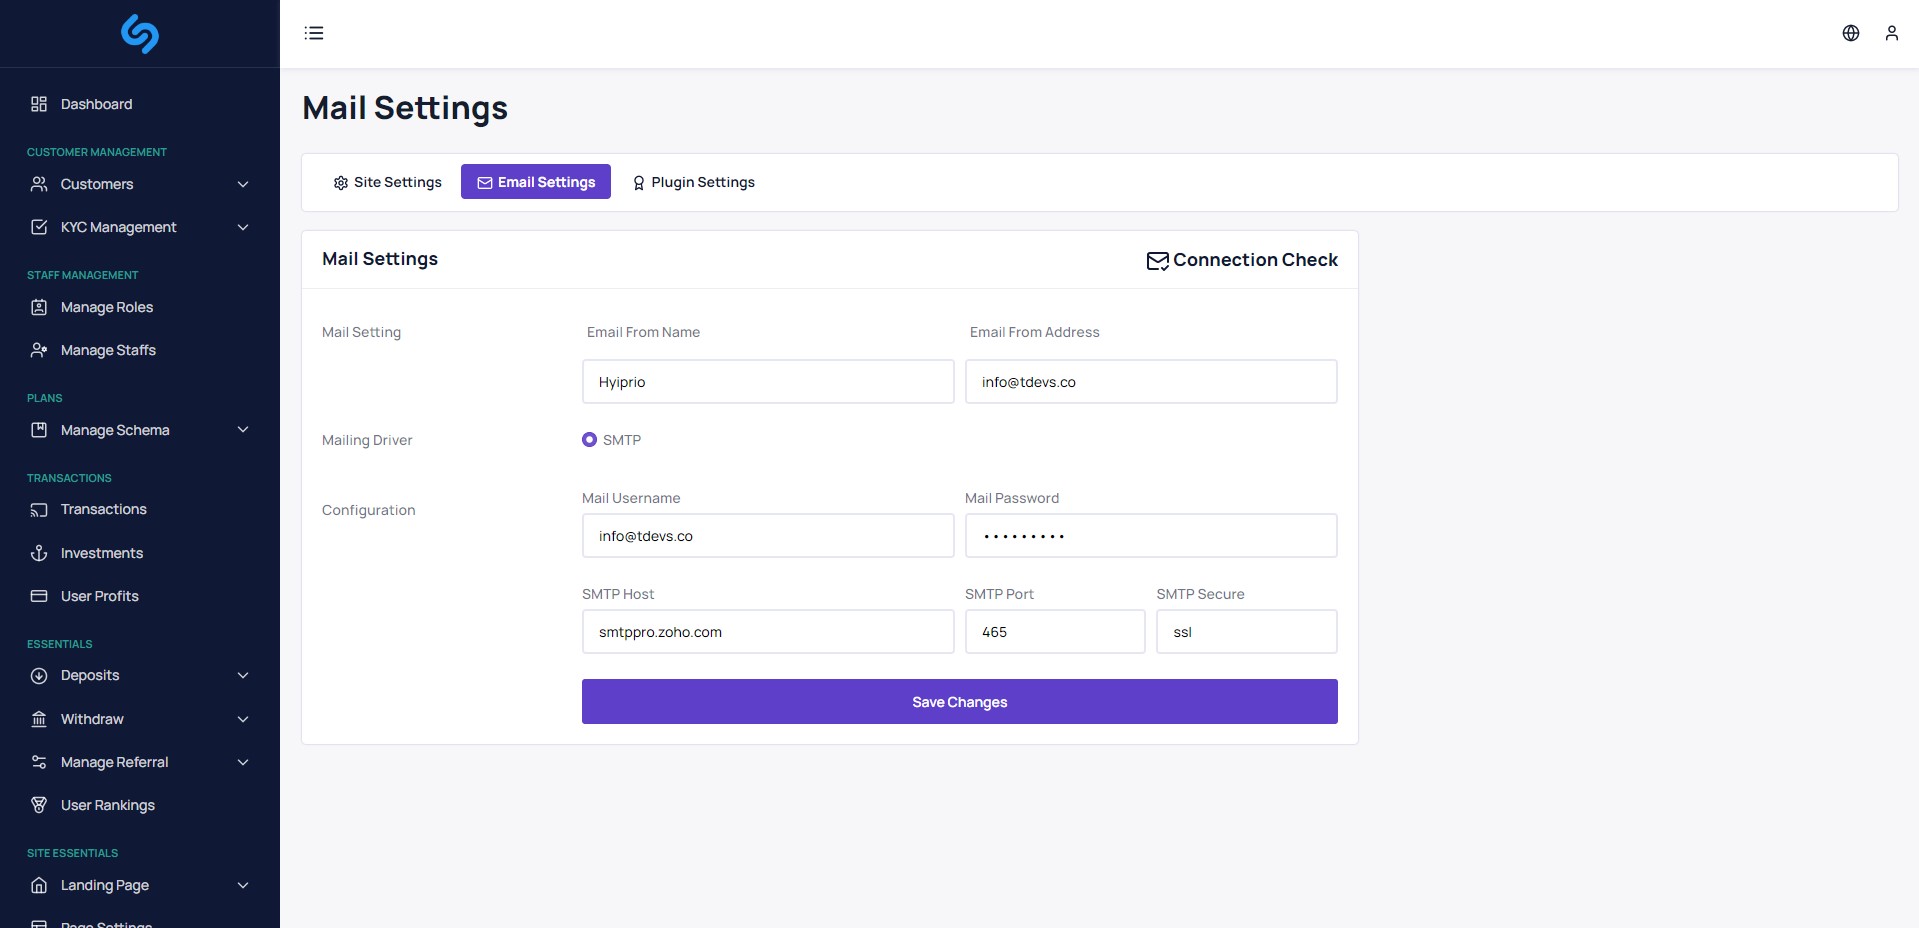 Dashboard
CUSTOMER MANAGEMENT
Customers
KYC Management
STAFF MANAGEMENT
Manage Roles
Manage Staffs
PLANS
Manage Schema
TRANSACTIONS
Transactions
Investments
User Profits
ESSENTIALS
Deposits
Withdraw
Manage Referral
User Rankings
SITE ESSENTIALS
Landing Page
Page Settings
Mail Settings
Site Settings
Email Settings
Plugin Settings
Mail Settings
Connection Check
Mail Setting
Email From Name
Email From Address
Hyiprio
info@tdevs.co
Mailing Driver
SMTP
Configuration
Mail Username
Mail Password
info@tdevs.co
•••••••••
SMTP Host
SMTP Port
SMTP Secure
smtppro.zoho.com
465
ssl
Save Changes